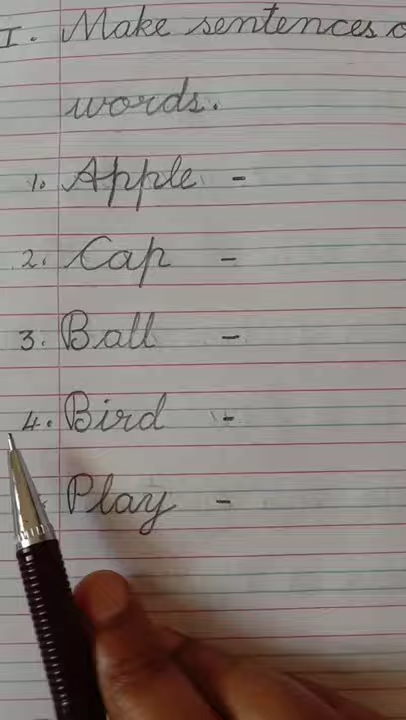 I. Make sentences
words.
1. Apple -
2. Cap -
3. Ball -
4. Bird -
Play -